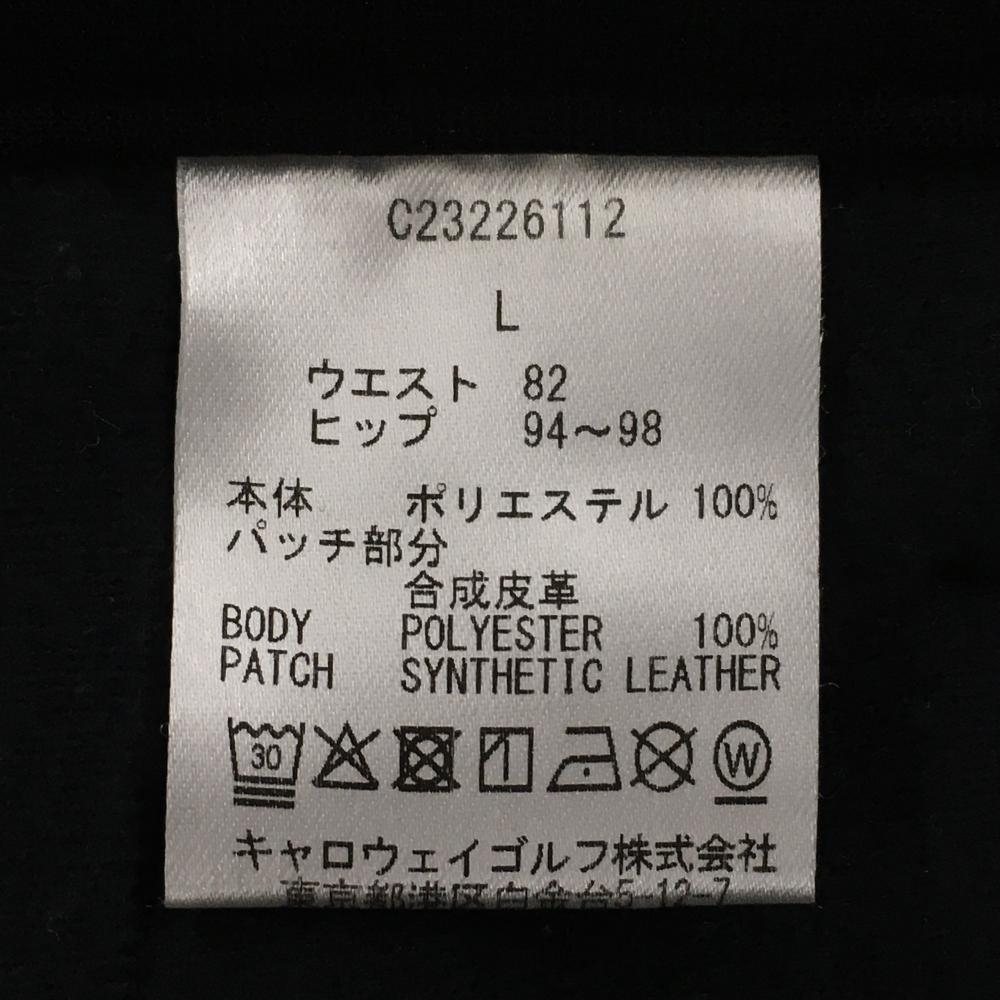 C23226112
L
ウエスト 82
ヒップ 94～98
本体 ポリエステル 100%
パッチ部分
合成皮革
BODY POLYESTER 100%
PATCH SYNTHETIC LEATHER
30 W
キャロウェイゴルフ株式会社
東京都港区白金台5-12-7